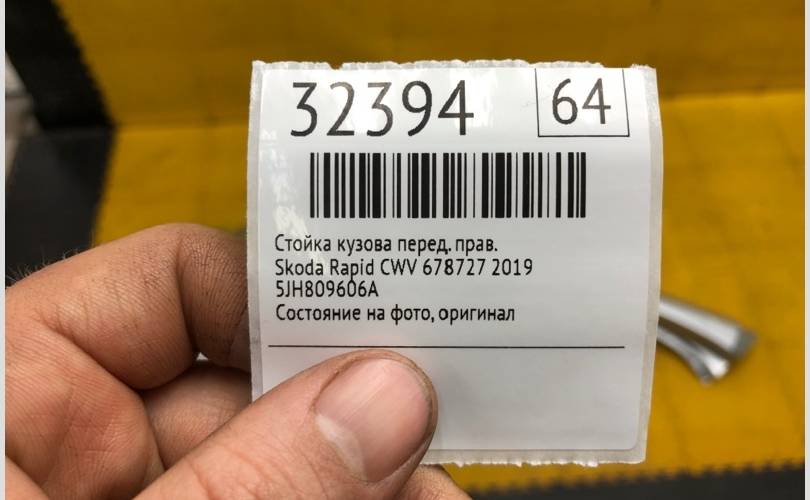 32394 64
Стойка кузова перед. прав.
Skoda Rapid CWV 678727 2019
5JH809606A
Состояние на фото, оригинал